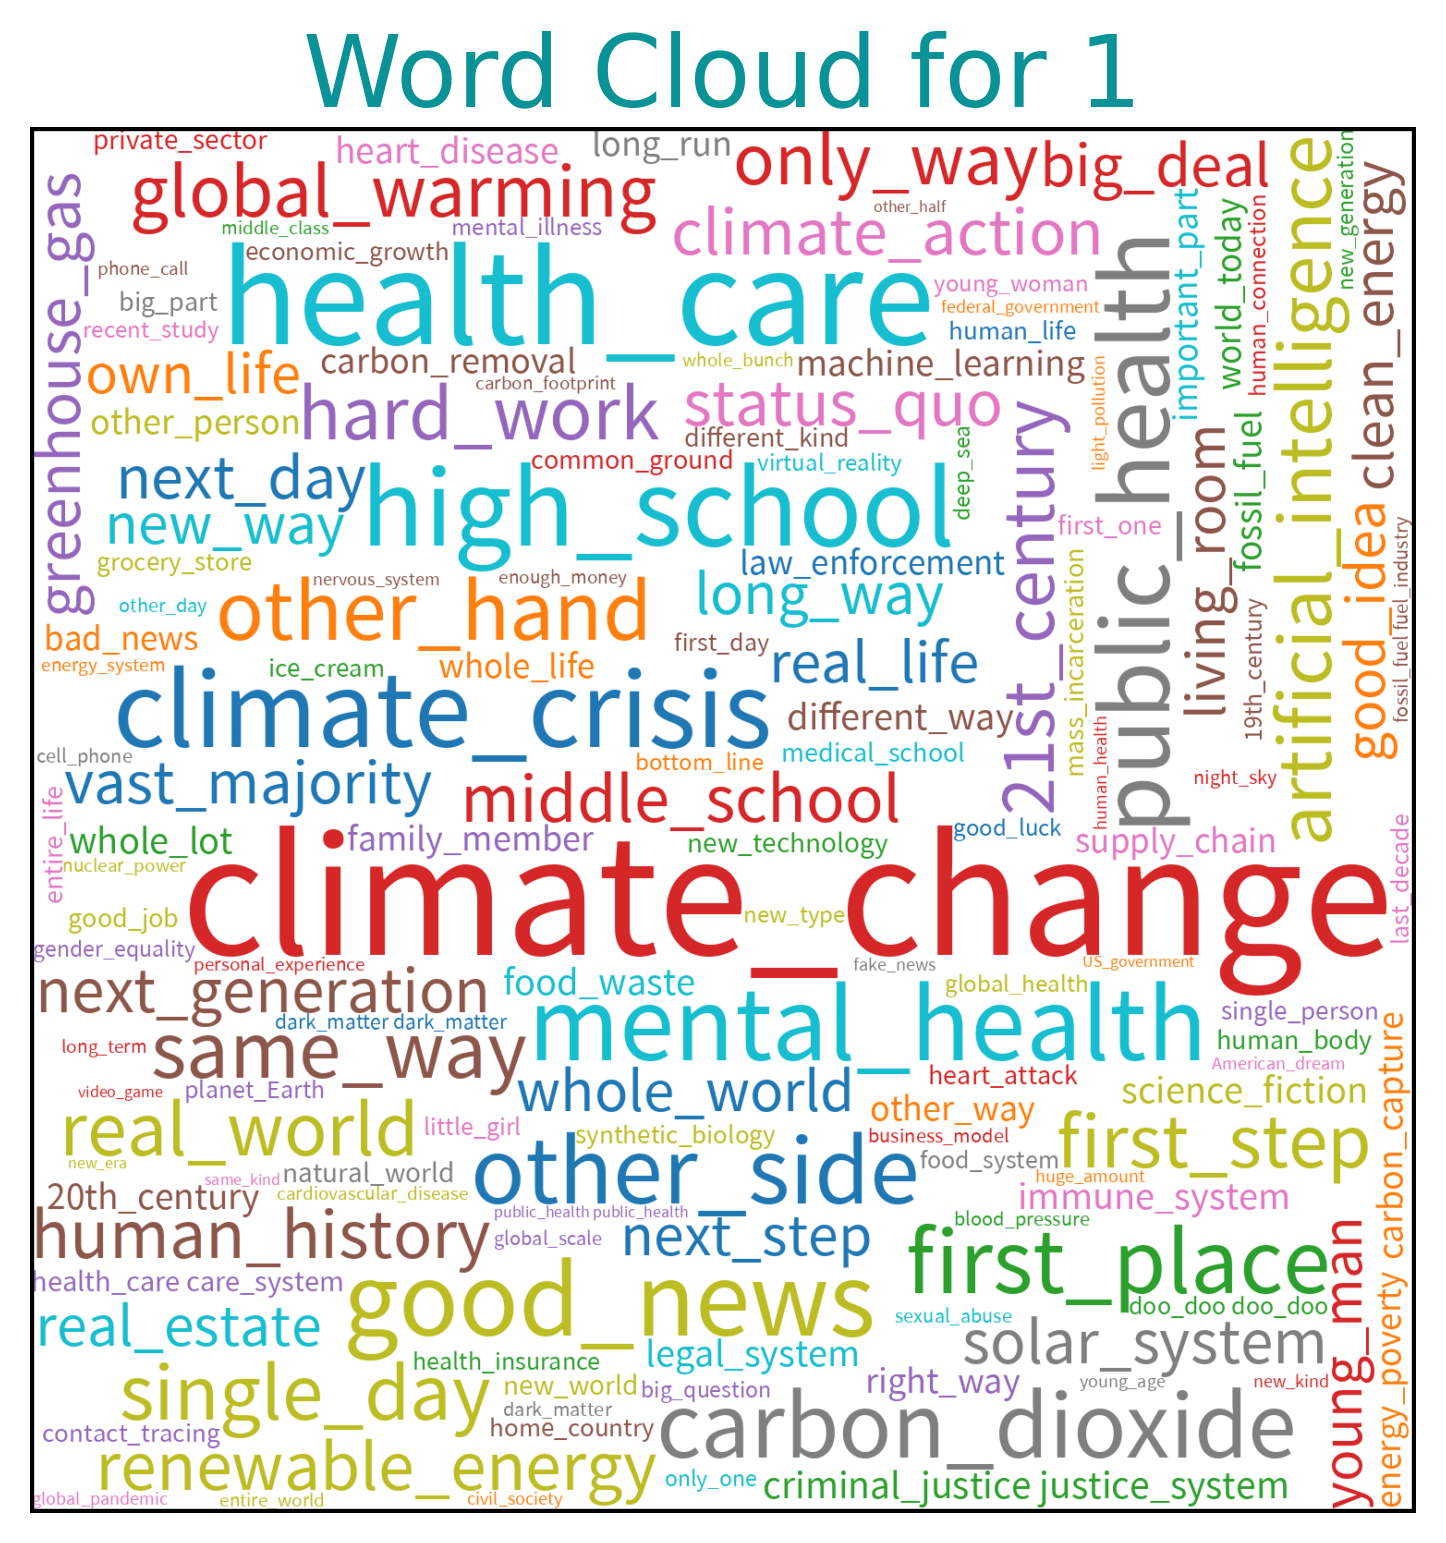 Word Cloud for 1
private_sector
heart_disease
long_run
only_way
big_deal
global_warming
other_half
middle_class
mental_illness
climate_action
economic_growth
phone_call
health_care
young_woman
big_part
federal_government
recent_study
human_life
carbon_removal
whole_bunch
machine_learning
own_life
carbon_footprint
hard_work
status_quo
other_person
different_kind
greenhouse_gas
next_day
common_ground
virtual_reality
deep_sea
high_school
new_way
first_one
grocery_store
law_enforcement
nervous_system
enough_money
long_way
other_day
other_hand
bad_news
first_day
energy_system
ice_cream
whole_life
real_life
climate_crisis
different_way
cell_phone
bottom_line
medical_school
vast_majority
middle_school
21st_century
light_pollution
public_health
important_part
world_today
human_connection
new_generation
artificial_intelligence
clean_energy
living_room
fossil_fuel
good_idea
fossil_fuel fuel_industry
mass_incarceration
19th_century
human_health
night_sky
entire_life
whole_lot
family_member
new_technology
good_luck
supply_chain
nuclear_power
climate_change
last_decade
good_job
new_type
gender_equality
personal_experience
fake_news
US_government
next_generation
food_waste
global_health
mental_health
single_person
dark_matter dark_matter
long_term
same_way
human_body
American_dream
video_game
planet_Earth
whole_world
heart_attack
science_fiction
other_way
real_world
little_girl
synthetic_biology
business_model
first_step
carbon_capture
new_era
other_side
food_system
same_kind
natural_world
huge_amount
20th_century
cardiovascular_disease
immune_system
public_health public_health
blood_pressure
human_history
global_scale
next_step
first_place
health_care care_system
good_news
doo_doo doo_doo
real_estate
sexual_abuse
solar_system
young_man
energy_poverty
health_insurance
legal_system
single_day
new_world
big_question
right_way
young_age
new_kind
dark_matter
contact_tracing
home_country
carbon_dioxide
renewable_energy
only_one
criminal_justice justice_system
global_pandemic
entire_world
civil_society